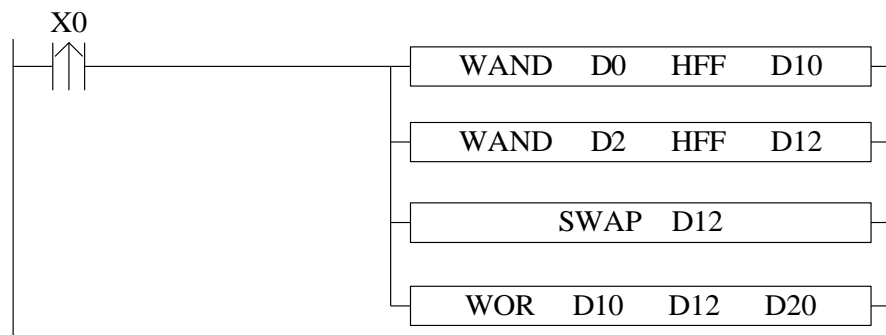 X0
WAND D0 HFF D10
WAND D2 HFF D12
SWAP D12
WOR D10 D12 D20